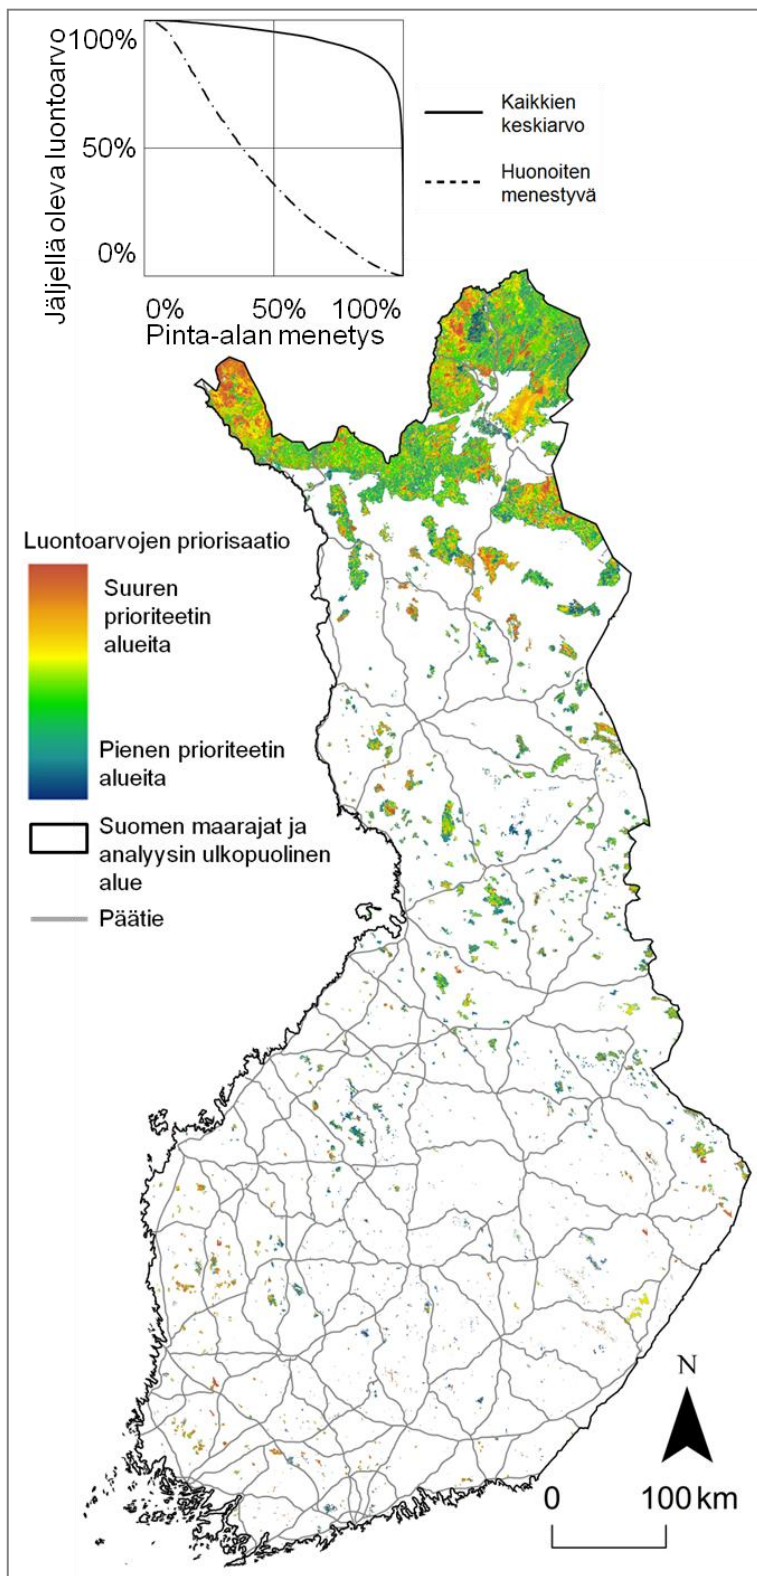 100%
50%
0%
Jäljellä oleva luontoarvo
0% 50% 100%
Pinta-alan menetys
Kaikkien
keskiarvo
Huonoiten
menestyvä
Luontoarvojen priorisaatio
Suuren
prioriteetin
alueita
Pienen prioriteetin
alueita
Suomen maarajat ja
analyysin ulkopuolinen
alue
Päätie
N
0 100 km